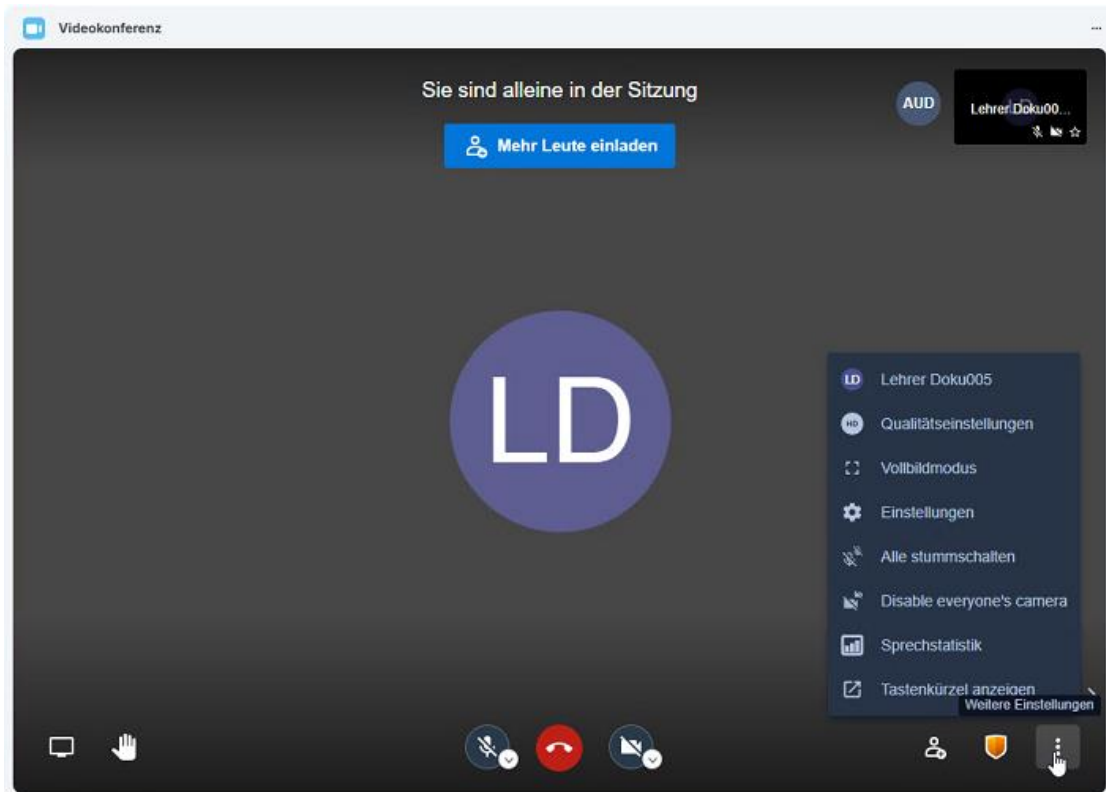 Videokonferenz
...
Sie sind alleine in der Sitzung
Mehr Leute einladen
AUD
Lehrer Doku00...
LD
LD Lehrer Doku005
HD Qualitätseinstellungen
Vollbildmodus
Einstellungen
Alle stummschalten
Disable everyone's camera
Sprechstatistik
Tastenkürzel anzeigen
Weitere Einstellungen